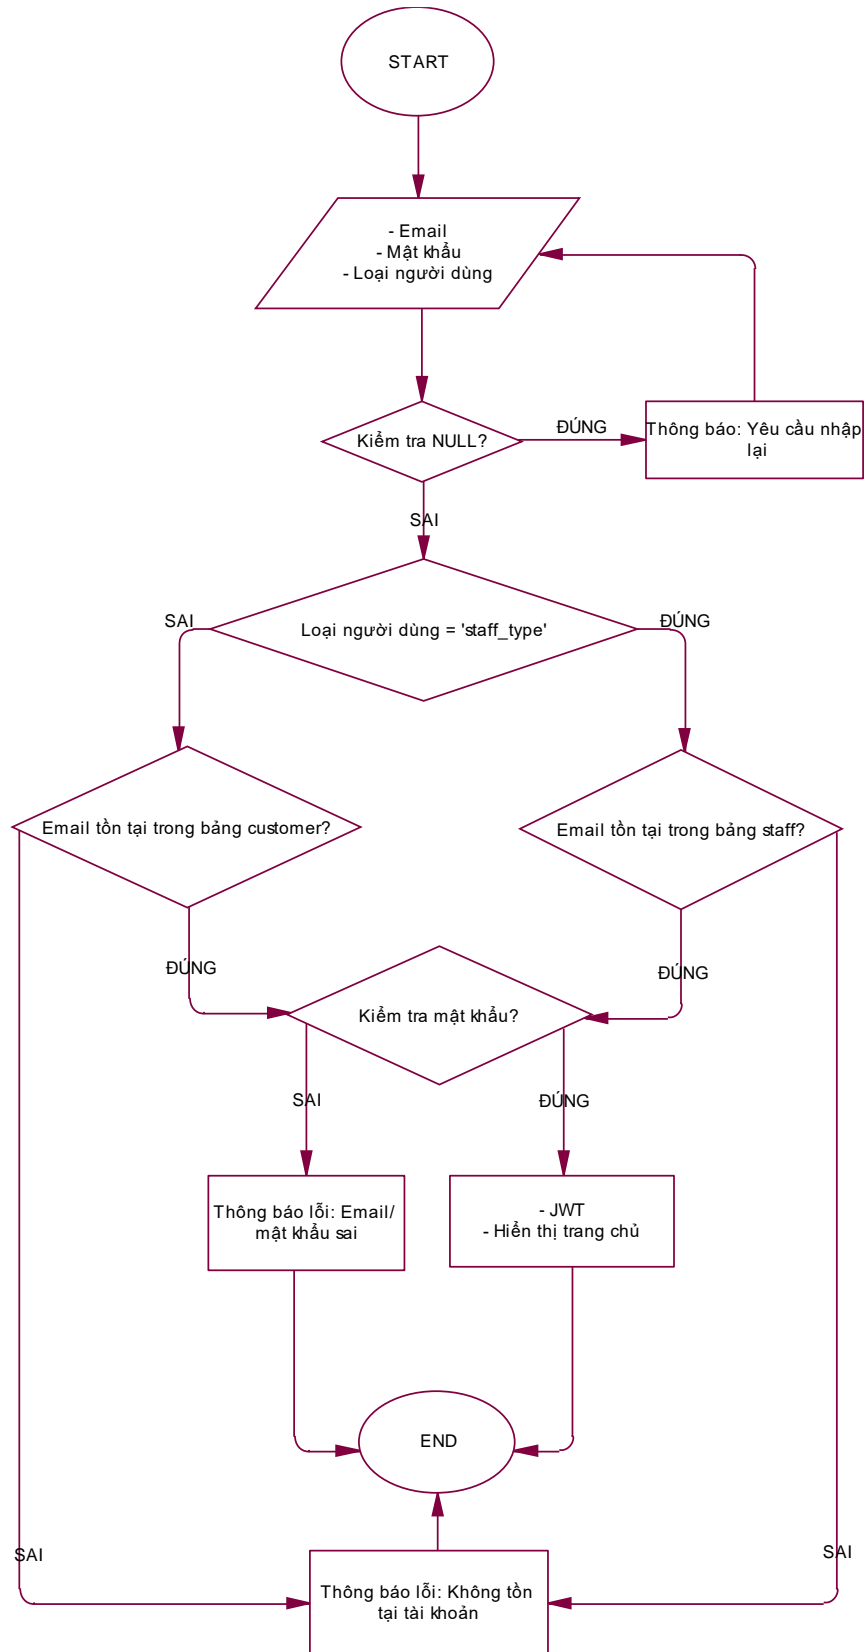 START
- Email
- Mật khẩu
- Loại người dùng
Kiểm tra NULL?
ĐÚNG
Thông báo: Yêu cầu nhập
lại
SAI
SAI
Loại người dùng = 'staff_type'
ĐÚNG
Email tồn tại trong bảng customer?
Email tồn tại trong bảng staff?
ĐÚNG
ĐÚNG
Kiểm tra mật khẩu?
SAI
ĐÚNG
Thông báo lỗi: Email/
mật khẩu sai
- JWT
- Hiển thị trang chủ
END
SAI
SAI
Thông báo lỗi: Không tồn
tại tài khoản